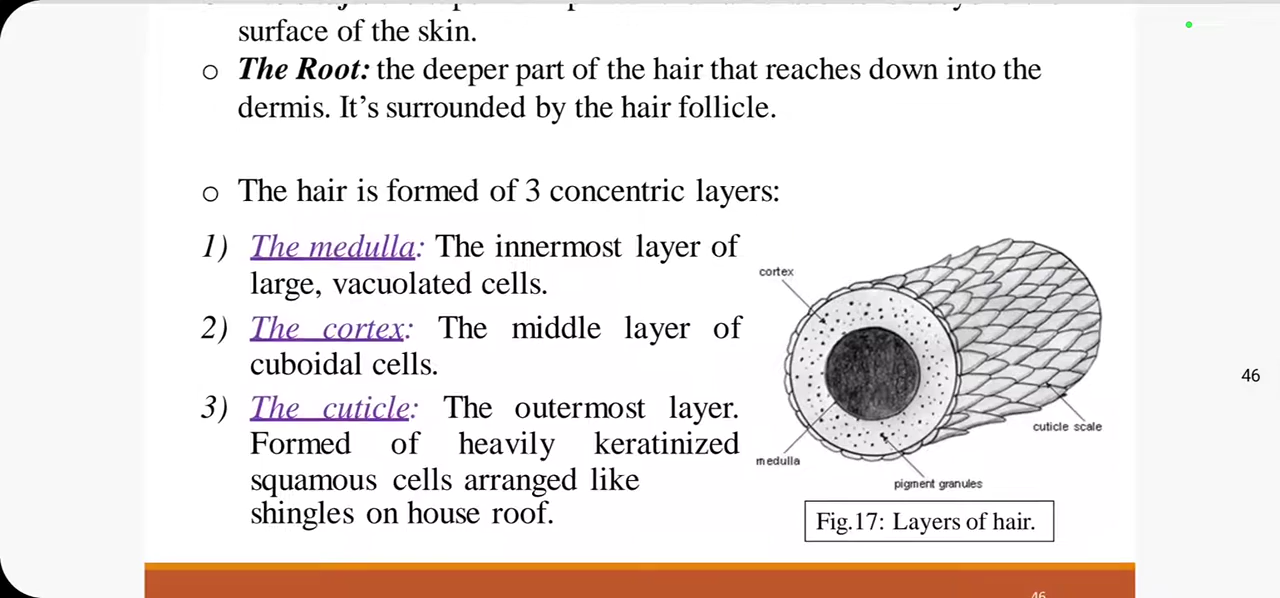 surface of the skin.
o The Root: the deeper part of the hair that reaches down into the
dermis. It’s surrounded by the hair follicle.
o The hair is formed of 3 concentric layers:
1) The medulla: The innermost layer of
large, vacuolated cells.
2) The cortex: The middle layer of
cuboidal cells.
3) The cuticle: The outermost layer.
Formed of heavily keratinized
squamous cells arranged like
shingles on house roof.
cortex
medulla
pigment granules
cuticle scale
Fig.17: Layers of hair.
46
46